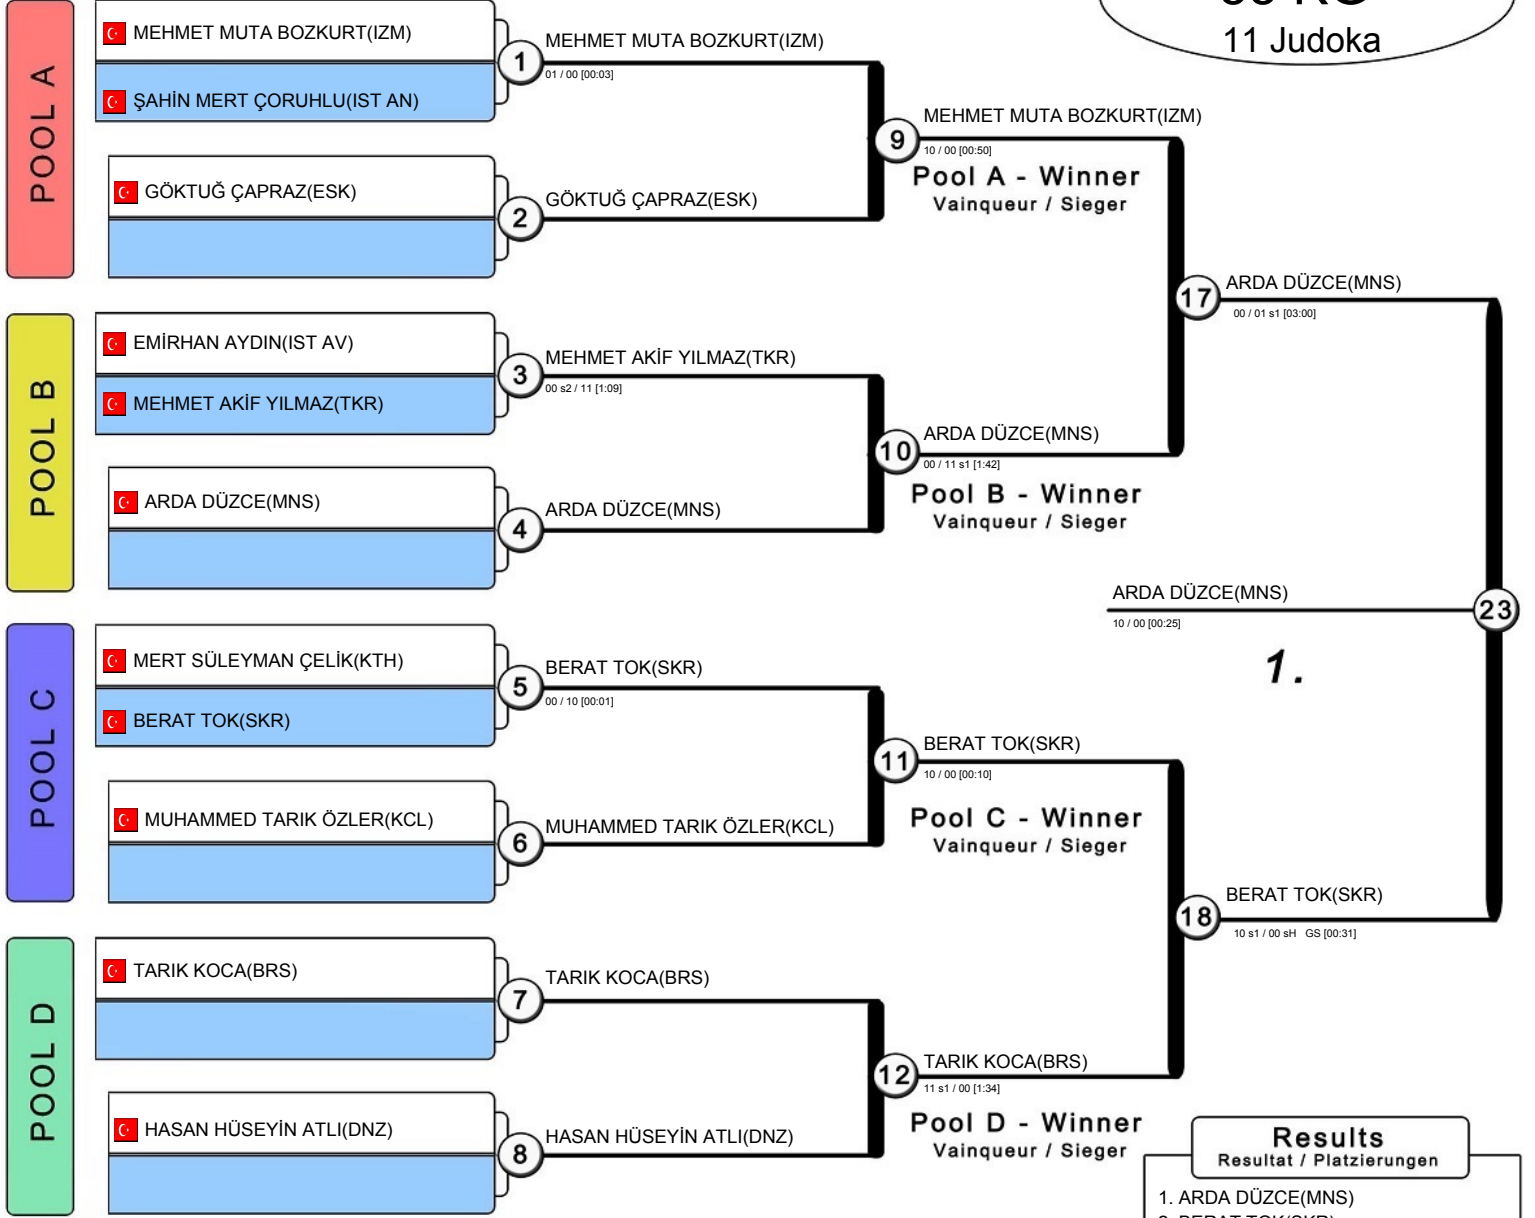 11 Judoka
POOL A
MEHMET MUTA BOZKURT(IZM)
ŞAHİN MERT ÇORUHLU(IST AN)
1
MEHMET MUTA BOZKURT(IZM)
01 / 00 [00:03]
GÖKTUĞ ÇAPRAZ(ESK)
2
GÖKTUĞ ÇAPRAZ(ESK)
9
MEHMET MUTA BOZKURT(IZM)
10 / 00 [00:50]
Pool A - Winner
Vainqueur / Sieger
POOL B
EMİRHAN AYDIN(IST AV)
MEHMET AKİF YILMAZ(TKR)
3
MEHMET AKİF YILMAZ(TKR)
00 s2 / 11 [1:09]
ARDA DÜZCE(MNS)
4
ARDA DÜZCE(MNS)
10
ARDA DÜZCE(MNS)
00 / 11 s1 [1:42]
Pool B - Winner
Vainqueur / Sieger
17
ARDA DÜZCE(MNS)
00 / 01 s1 [03:00]
POOL C
MERT SÜLEYMAN ÇELİK(KTH)
BERAT TOK(SKR)
5
BERAT TOK(SKR)
00 / 10 [00:01]
MUHAMMED TARIK ÖZLER(KCL)
6
MUHAMMED TARIK ÖZLER(KCL)
11
BERAT TOK(SKR)
10 / 00 [00:10]
Pool C - Winner
Vainqueur / Sieger
POOL D
TARIK KOCA(BRS)
7
TARIK KOCA(BRS)
HASAN HÜSEYİN ATLI(DNZ)
8
HASAN HÜSEYİN ATLI(DNZ)
12
TARIK KOCA(BRS)
11 s1 / 00 [1:34]
Pool D - Winner
Vainqueur / Sieger
18
BERAT TOK(SKR)
10 s1 / 00 sH GS [00:31]
ARDA DÜZCE(MNS)
10 / 00 [00:25]
23
1.
Results
Resultat / Platzierungen
1. ARDA DÜZCE(MNS)